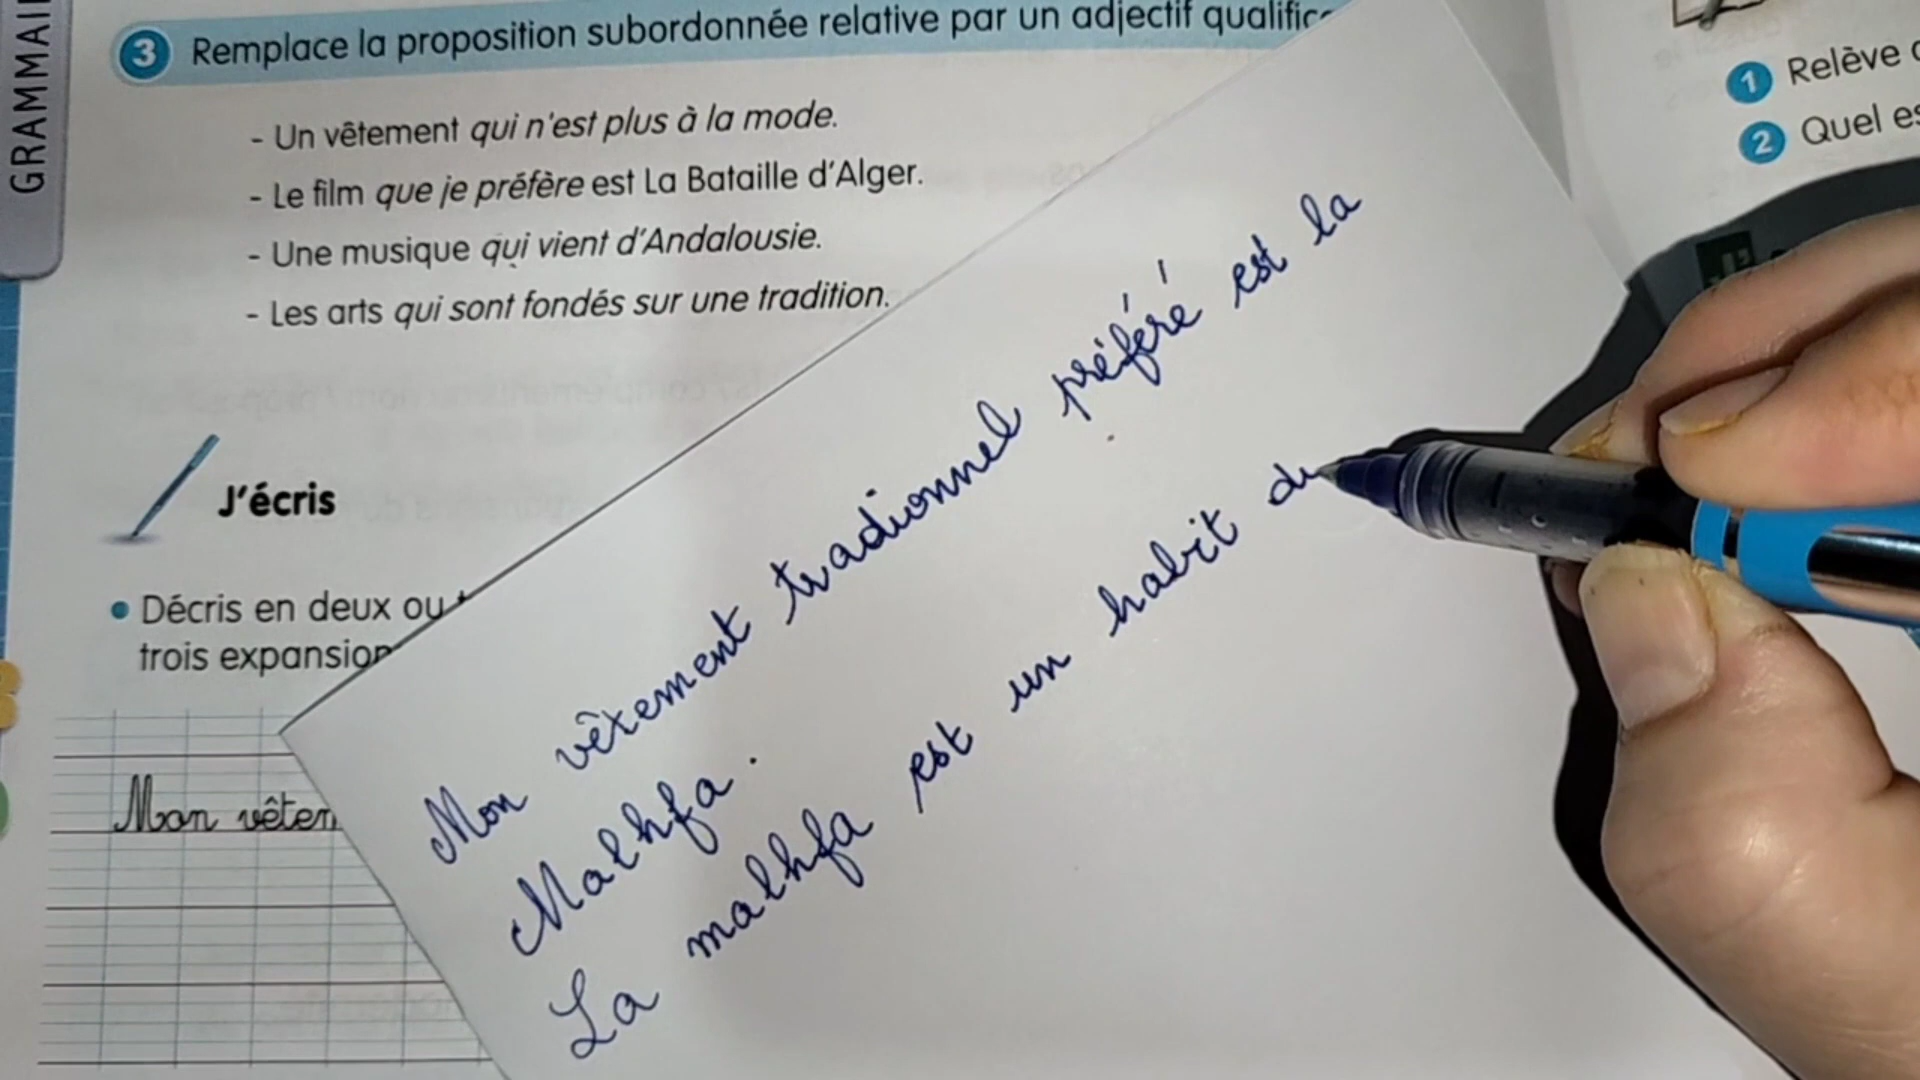 GRAMMAI
3 Remplace la proposition subordonnée relative par un adjectif
- Un vêtement qui n'est plus à la mode.
- Le film que je préfère est La Bataille d'Alger.
- Une musique qui vient d'Andalousie.
- Les arts qui sont fondés sur une tradition.
J'écris
• Décris en deux ou
trois expansion
Mon vêtem
Mon vêtement tradionnel préféré est la
Malhfa.
La malhfa est un habit du
1 Relève
2 Quel es